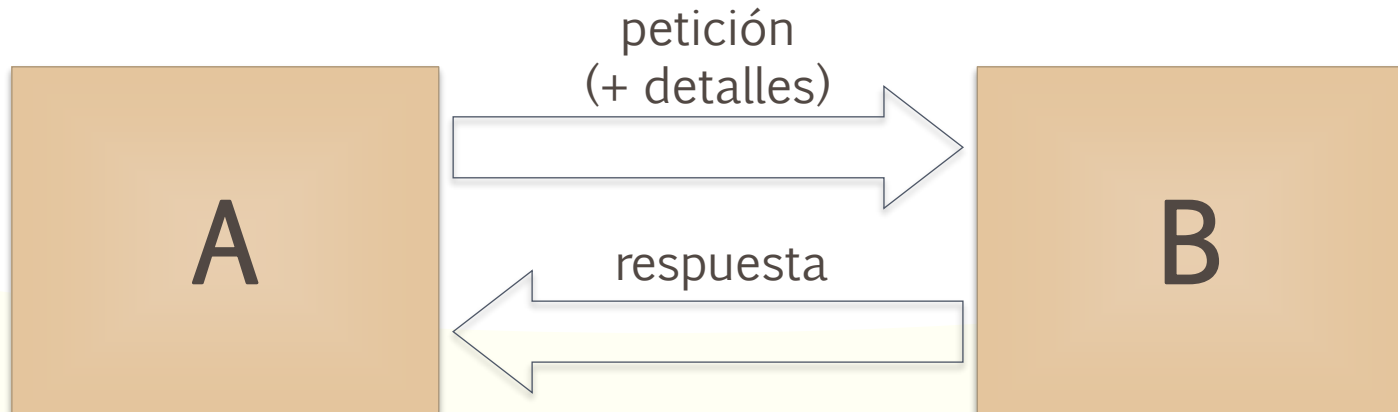 petición
(+ detalles)
A
B
respuesta